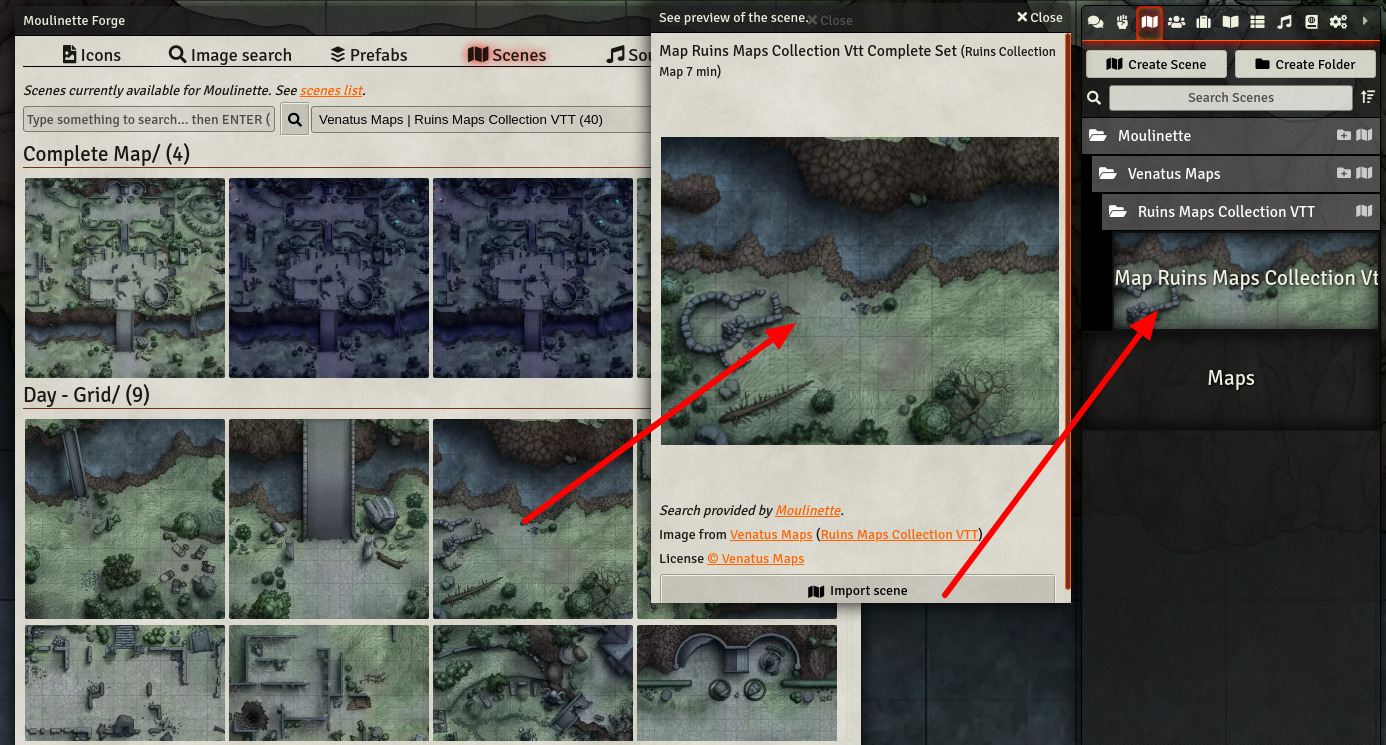 Moulinette Forge
Icons
Image search
Prefabs
Scenes
Sou
Scenes currently available for Moulinette. See scenes list.
Type something to search... then ENTER (
Venatus Maps | Ruins Maps Collection VTT (40)
Complete Map/ (4)
Day - Grid/ (9)
See preview of the scene.
Close
Close
Map Ruins Maps Collection Vtt Complete Set (Ruins Collection
Map 7 min)
Search provided by Moulinette.
Image from Venatus Maps (Ruins Maps Collection VTT)
License © Venatus Maps
Import scene
Create Scene
Create Folder
Search Scenes
Moulinette
Venatus Maps
Ruins Maps Collection VTT
Map Ruins Maps Collection Vt
Maps